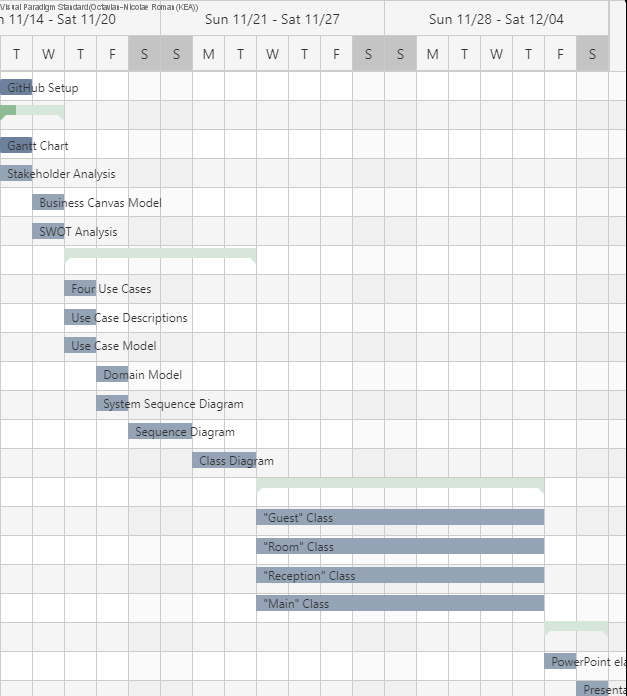 Visual Paradigm Standard(Octavian-Nicolae Roman(KEA))
n 11/14 - Sat 11/20 Sun 11/21 - Sat 11/27 Sun 11/28 - Sat 12/04
T W T F S S M T W T F S S M T W T F S
GitHub Setup
Gantt Chart
Stakeholder Analysis
Business Canvas Model
SWOT Analysis
Four Use Cases
Use Case Descriptions
Use Case Model
Domain Model
System Sequence Diagram
Sequence Diagram
Class Diagram
"Guest" Class
"Room" Class
"Reception" Class
"Main" Class
PowerPoint ela
Presenta